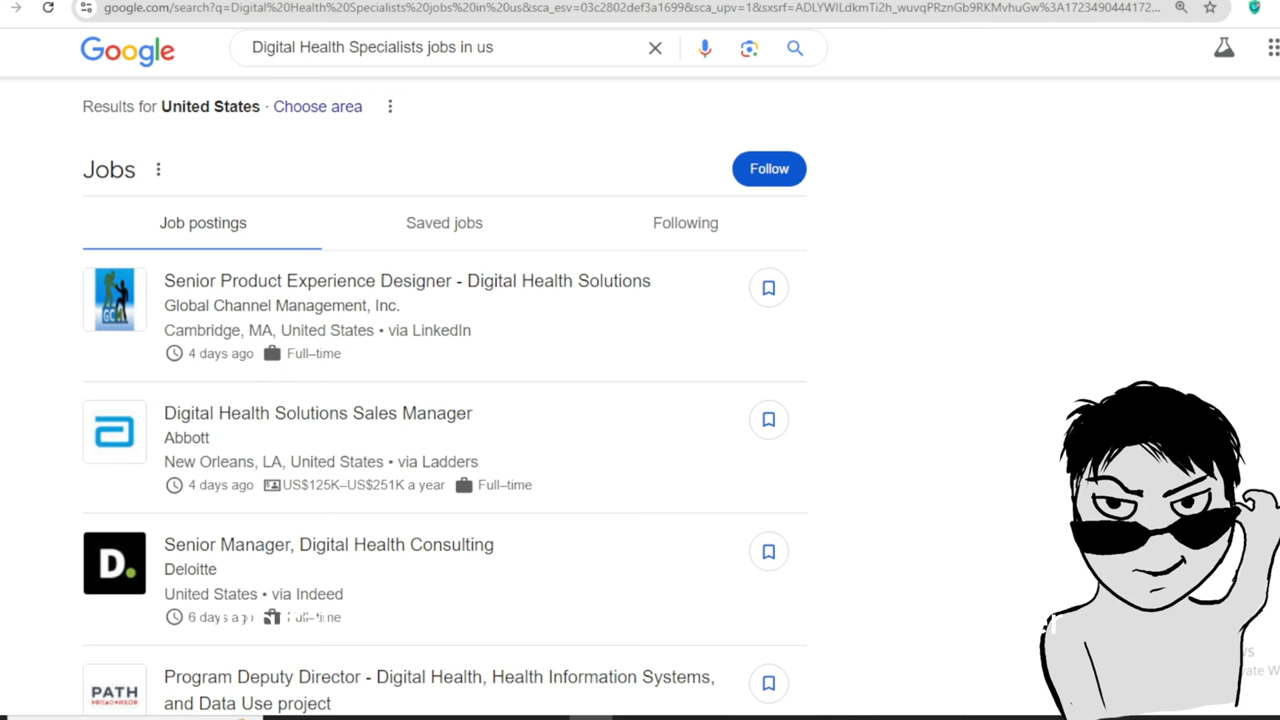 google.com/search?q=Digital%20Health%20Specialists%20jobs%20in%20us&sca_esv=03c2802def3a1699&sca_upv=1&sxsrf=ADLYWILdkmTi2h_wuvqPRznGb9RKMvhuGw%3A1723490444172...
Google
Digital Health Specialists jobs in us
Results for United States · Choose area
Jobs
Follow
Job postings
Saved jobs
Following
Senior Product Experience Designer - Digital Health Solutions
Global Channel Management, Inc.
Cambridge, MA, United States • via LinkedIn
4 days ago Full–time
Digital Health Solutions Sales Manager
Abbott
New Orleans, LA, United States • via Ladders
4 days ago US$125K–US$251K a year Full–time
D.
Senior Manager, Digital Health Consulting
Deloitte
United States • via Indeed
6 days ago Full–time
PATH
Program Deputy Director - Digital Health, Health Information Systems,
and Data Use project